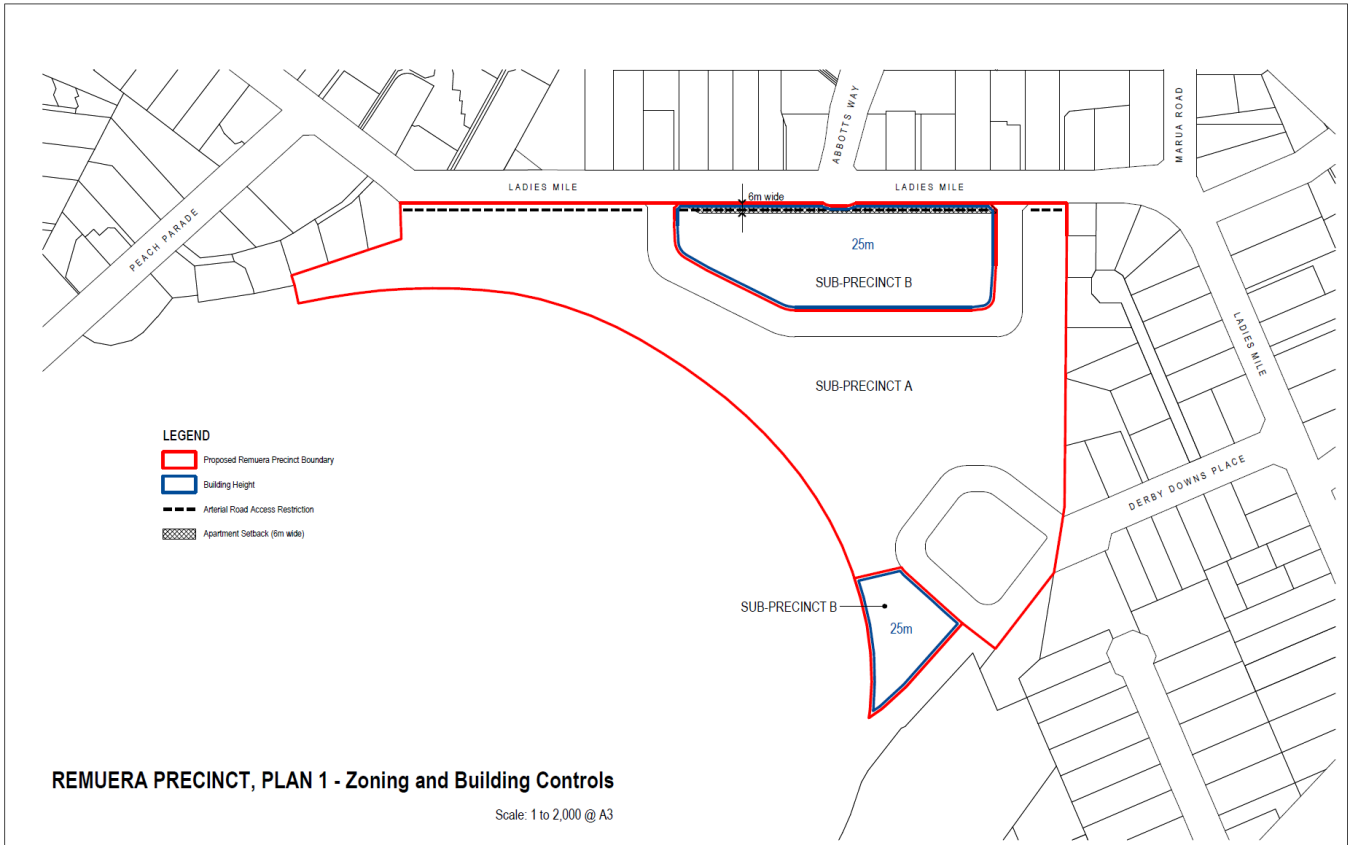 ABBOTTS WAY
MARUA ROAD
LADIES MILE
LADIES MILE
6m wide
PEACH PARADE
25m
SUB-PRECINCT B
LADIES MILE
SUB-PRECINCT A
LEGEND
Proposed Remuera Precinct Boundary
Building Height
Arterial Road Access Restriction
Apartment Setback (6m wide)
DERBY DOWNS PLACE
SUB-PRECINCT B
25m
REMUERA PRECINCT, PLAN 1 - Zoning and Building Controls
Scale: 1 to 2,000 @ A3